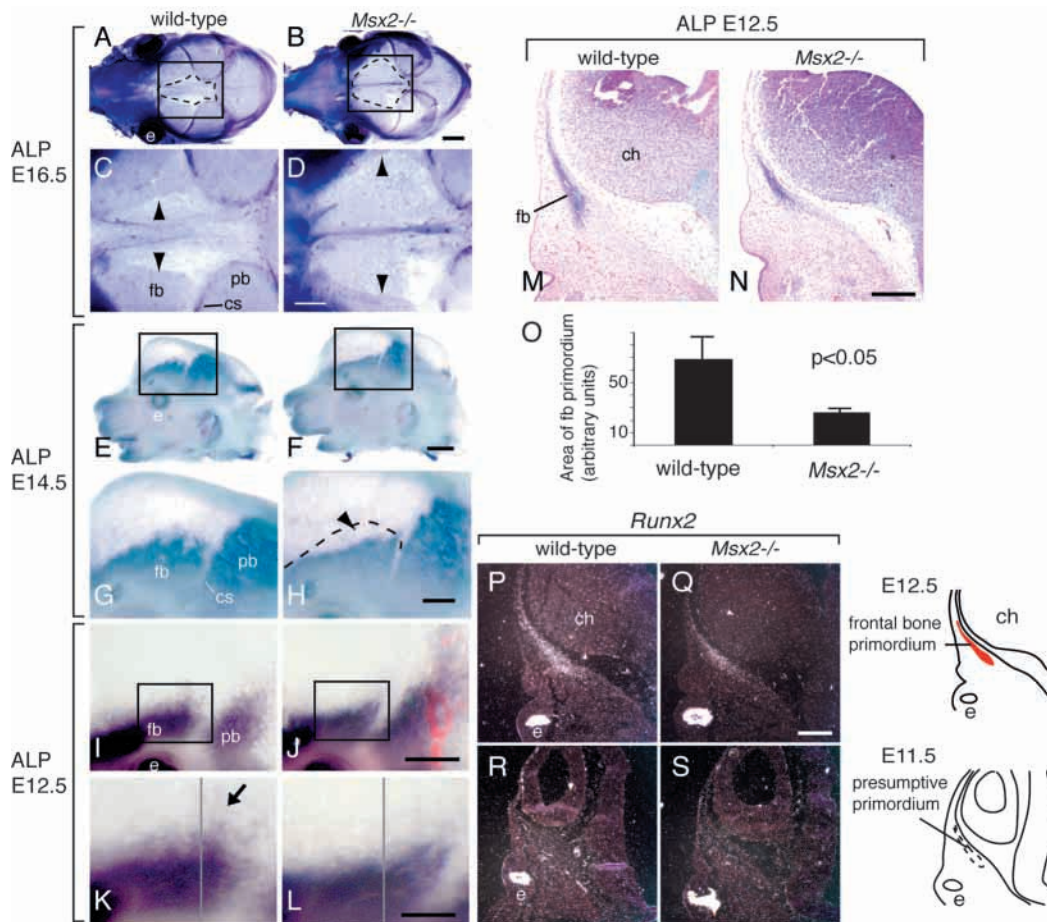 wild-type
Msx2-/-
A
B
e
ALP
E16.5
C
D
fb
pb
cs
E
F
e
ALP
E14.5
G
H
fb
pb
cs
I
J
fb
pb
e
ALP
E12.5
K
L
ALP E12.5
wild-type
Msx2-/-
ch
fb
M
N
O
Area of fb primordium
(arbitrary units)
50
10
p<0.05
wild-type
Msx2-/-
Runx2
wild-type
Msx2-/-
P
Q
ch
e
R
S
e
E12.5
ch
frontal bone
primordium
e
E11.5
presumptive
primordium
e